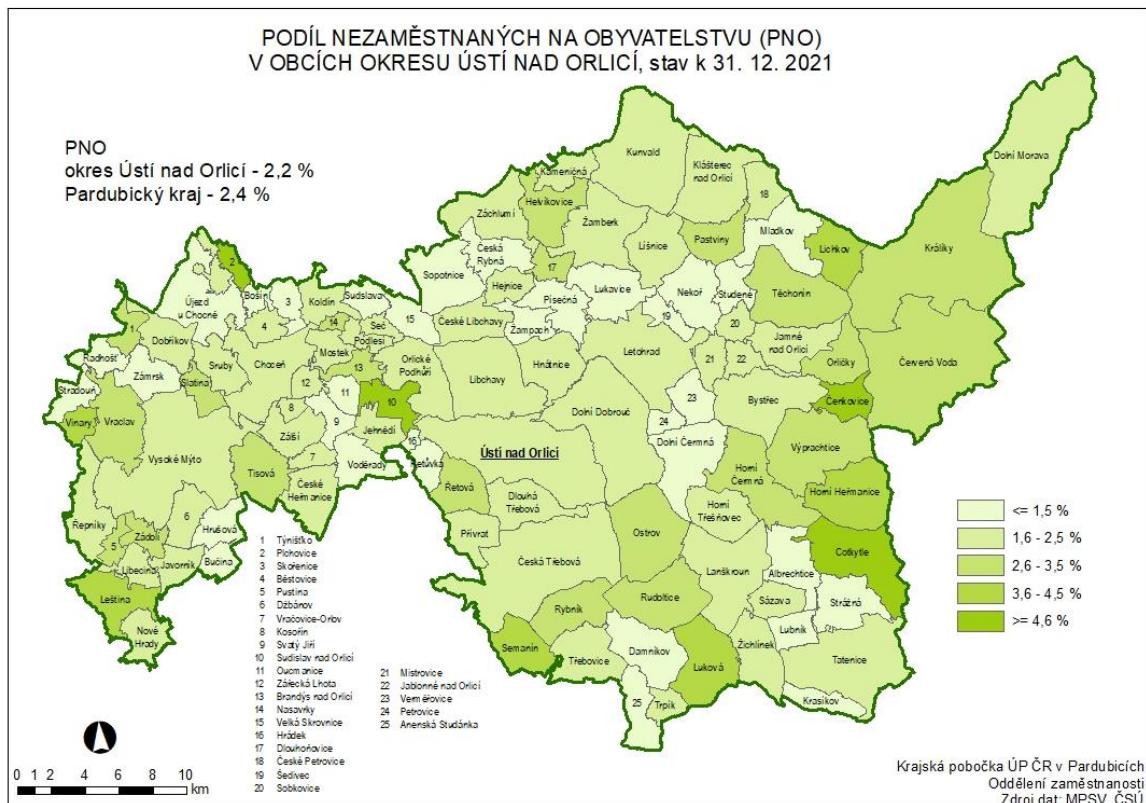 PODÍL NEZAMĚSTNANÝCH NA OBYVATELSTVU (PNO)
V OBCÍCH OKRESU ÚSTÍ NAD ORLICÍ, stav k 31. 12. 2021
PNO
okres Ústí nad Orlicí - 2,2 %
Pardubický kraj - 2,4 %
Dolní Morava
Kunvald
Klášterec
nad Orlicí
Kameničná
Helvíkovice
18
Záchlumí
Žamberk
Líšnice
Pastviny
Mladkov
Lichkov
Králíky
Česká
Rybná
2
Sopotnice
17
Hejnice
Lukavice
Nekoř
Studené
Těchonín
Újezd
u Chocně
Bošín
3
Koldín
Sudslava
15
Písečná
19
1
4
14
Seč
České Libchavy
Žampach
20
Jamné
nad Orlicí
Dobříkov
Podlesí
Letohrad
Orličky
Červená Voda
Radhošť
Sruby
Choceň
Mostek
13
Orlické
Podhůří
Hnátnice
21
22
Zámrsk
Libchavy
Stradouň
Slatina
12
11
10
Dolní Dobrouč
23
Bystřec
Čenkovice
Vinary
Vraclav
8
9
Jehnědí
24
Záší
16
Dolní Čermná
Vysoké Mýto
7
Voděrady
Řetůvka
Ústí nad Orlicí
Výprachtice
Tisová
České
Heřmanice
Řetová
Dlouhá
Třebová
Horní
Čermná
Horní Heřmanice
6
Řepníky
Hrušová
Přívrat
Ostrov
Horní
Třešňovec
5
Zádolí
Cotkytle
Libecina
Javorník
Bučina
Česká Třebová
Lanškroun
Albrechtice
Leština
Rudoltice
Sázava
Strážná
Rybník
Nové
Hrady
Semanín
Třebovice
Damníkov
Luková
Žichlínek
Lubník
Tatenice
25
Trpík
Krasíkov
1 Týnišťko
2 Plchovice
3 Skořenice
4 Běstovice
5 Pustina
6 Džbánov
7 Vračovice-Orlov
8 Kosořín
9 Svatý Jiří
10 Sudislav nad Orlicí
11 Oucmanice
12 Zářecká Lhota
13 Brandýs nad Orlicí
14 Nasavrky
15 Velká Skrovnice
16 Hrádek
17 Dlouhoňovice
18 České Petrovice
19 Šedivec
20 Sobkovice
21 Mistrovice
22 Jablonné nad Orlicí
23 Verměřovice
24 Petrovice
25 Anenská Studánka
<= 1,5 %
1,6 - 2,5 %
2,6 - 3,5 %
3,6 - 4,5 %
>= 4,6 %
0 1 2 4 6 8 10
km
Krajská pobočka ÚP ČR v Pardubicích
Oddělení zaměstnanosti
Zdroj dat: MPSV, ČSÚ